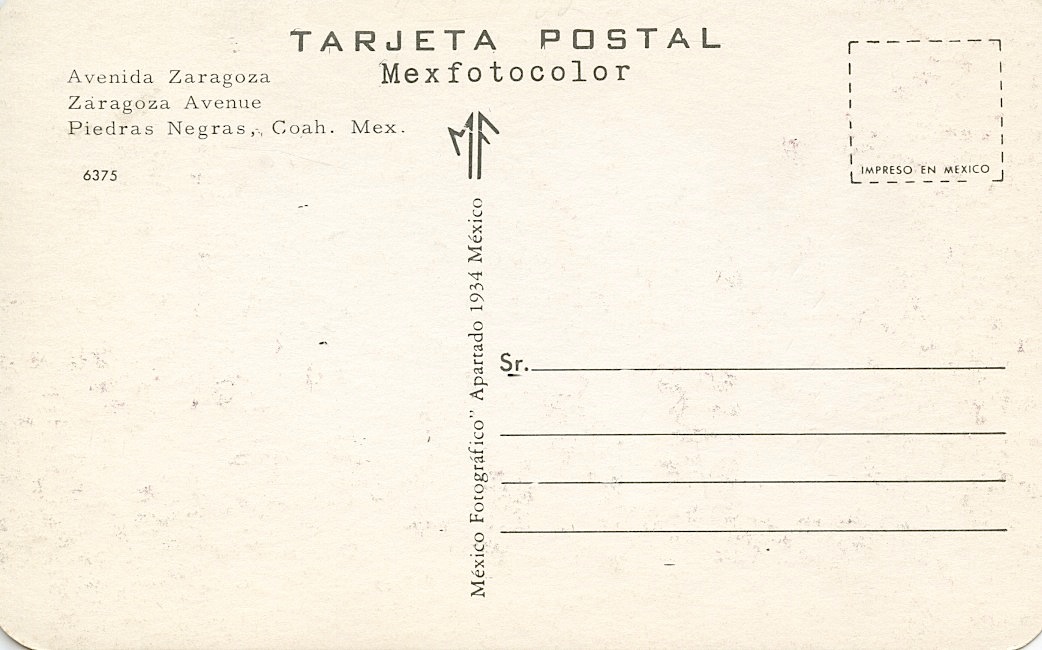 TARJETA POSTAL
Mexfotocolor
Avenida Zaragoza
Zaragoza Avenue
Piedras Negras, Coah. Mex.
6375
MF
IMPRESO EN MEXICO
México Fotográfico” Apartado 1934 México
Sr.